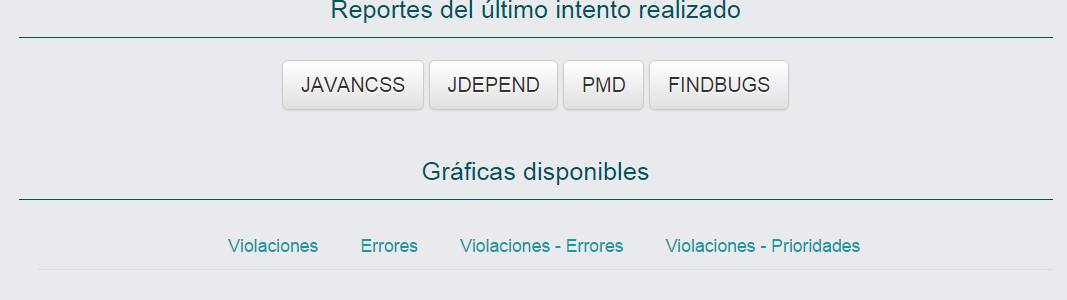 Reportes del último intento realizado
JAVANCSS JDEPEND PMD FINDBUGS
Gráficas disponibles
Violaciones Errores Violaciones - Errores Violaciones - Prioridades